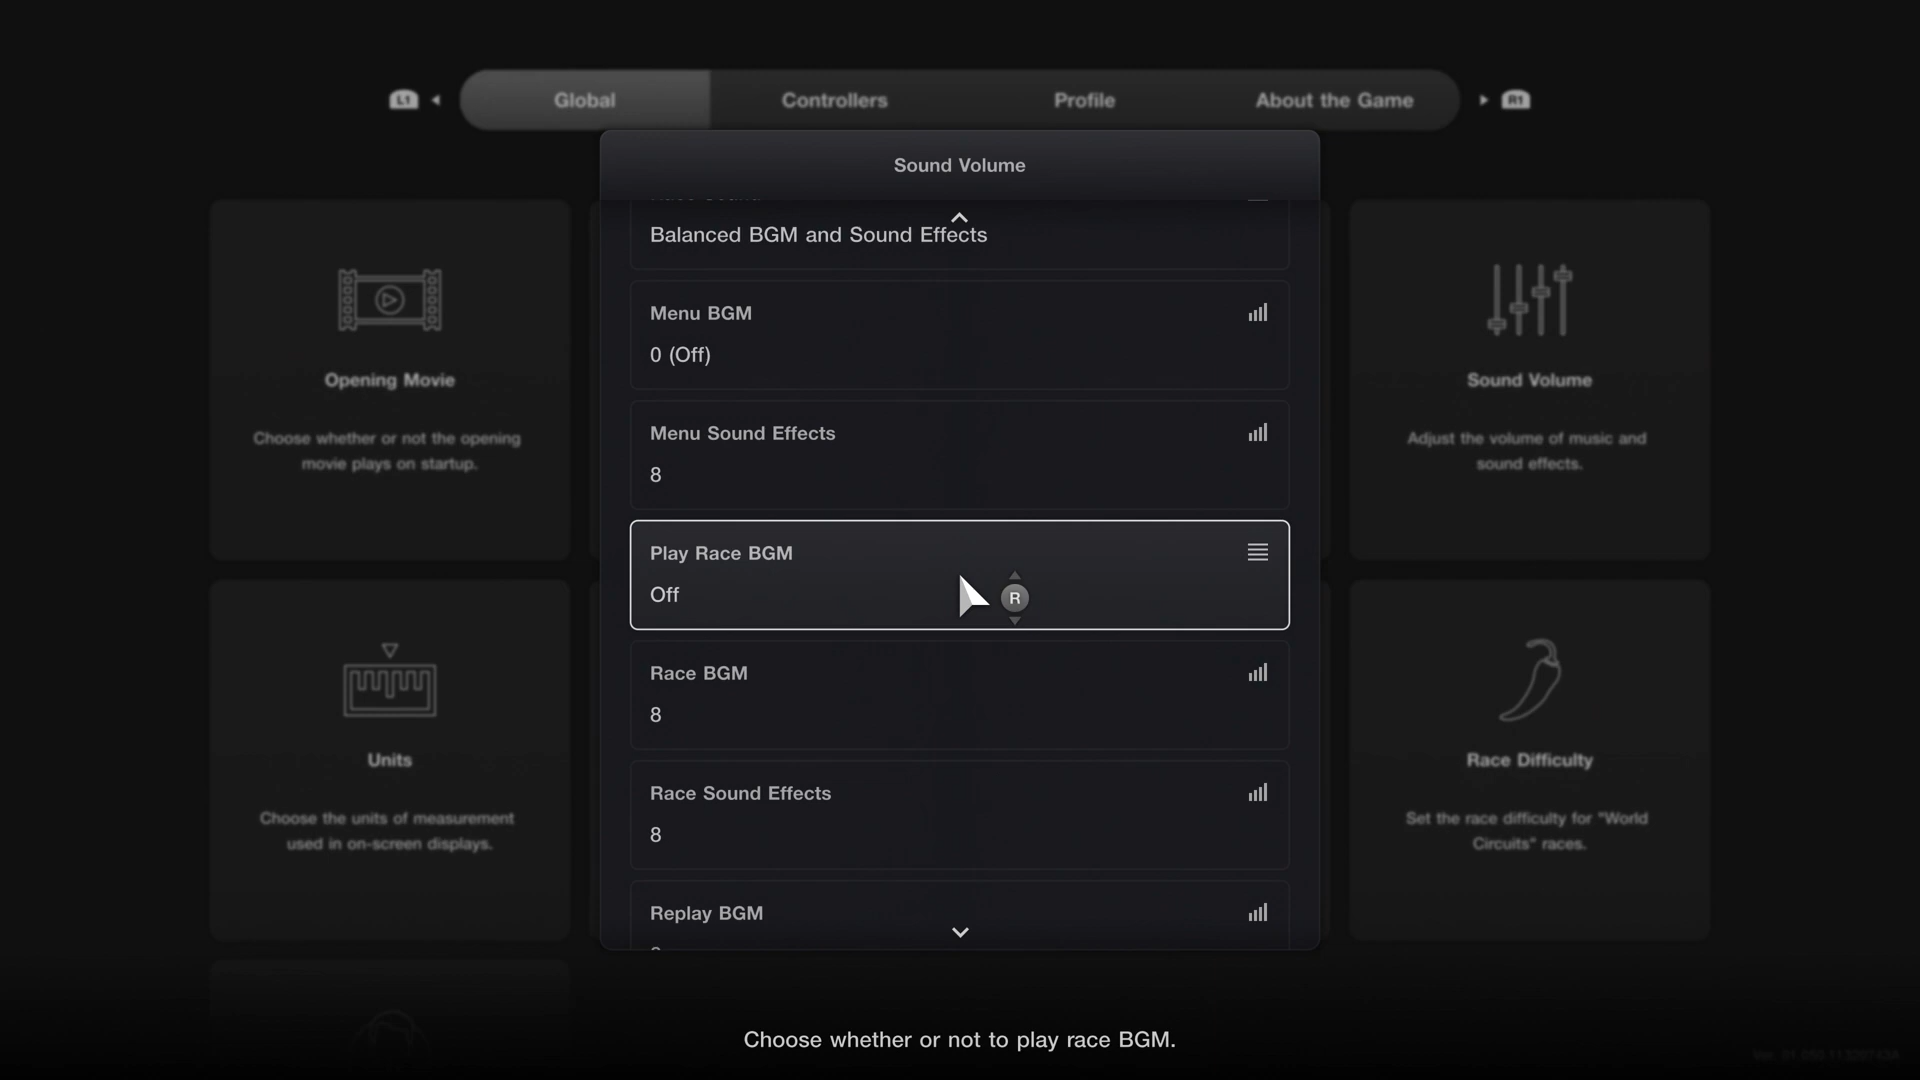 L1
Global
Controllers
Profile
About the Game
R1
Sound Volume
Balanced BGM and Sound Effects
Menu BGM
0 (Off)
Menu Sound Effects
8
Play Race BGM
Off
R
Race BGM
8
Race Sound Effects
8
Replay BGM
Opening Movie
Choose whether or not the opening
movie plays on startup.
Sound Volume
Adjust the volume of music and
sound effects.
Units
Choose the units of measurement
used in on-screen displays.
Race Difficulty
Set the race difficulty for "World
Circuits" races.
Choose whether or not to play race BGM.